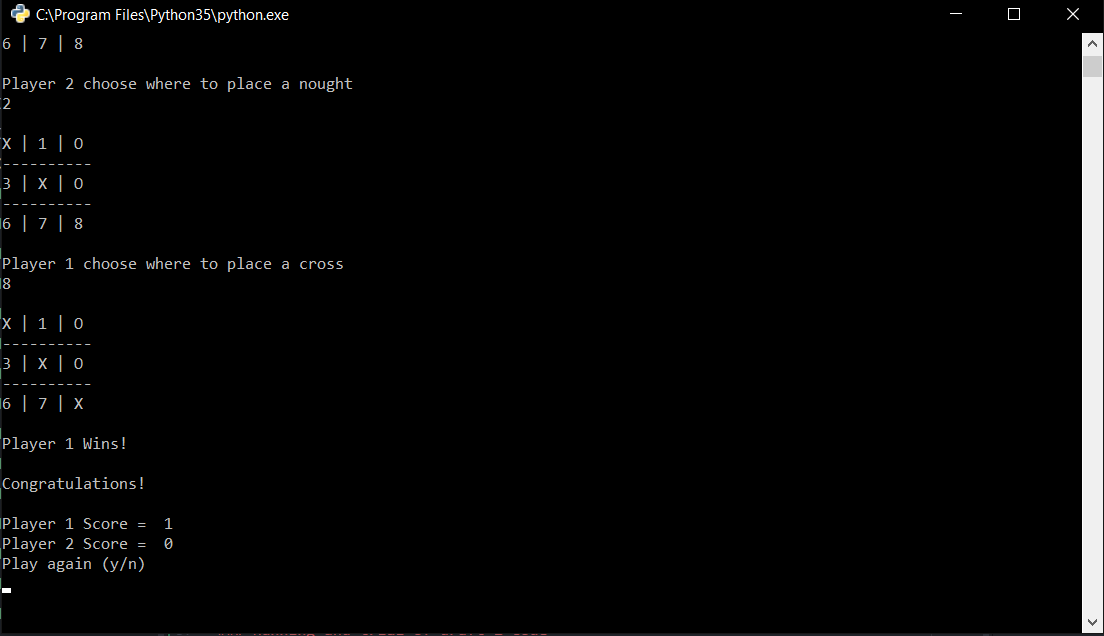 C:\Program Files\Python35\python.exe
6 | 7 | 8
Player 2 choose where to place a nought
2
X | 1 | O
----------
3 | X | O
----------
6 | 7 | 8
Player 1 choose where to place a cross
8
X | 1 | O
----------
3 | X | O
----------
6 | 7 | X
Player 1 Wins!
Congratulations!
Player 1 Score =  1
Player 2 Score =  0
Play again (y/n)